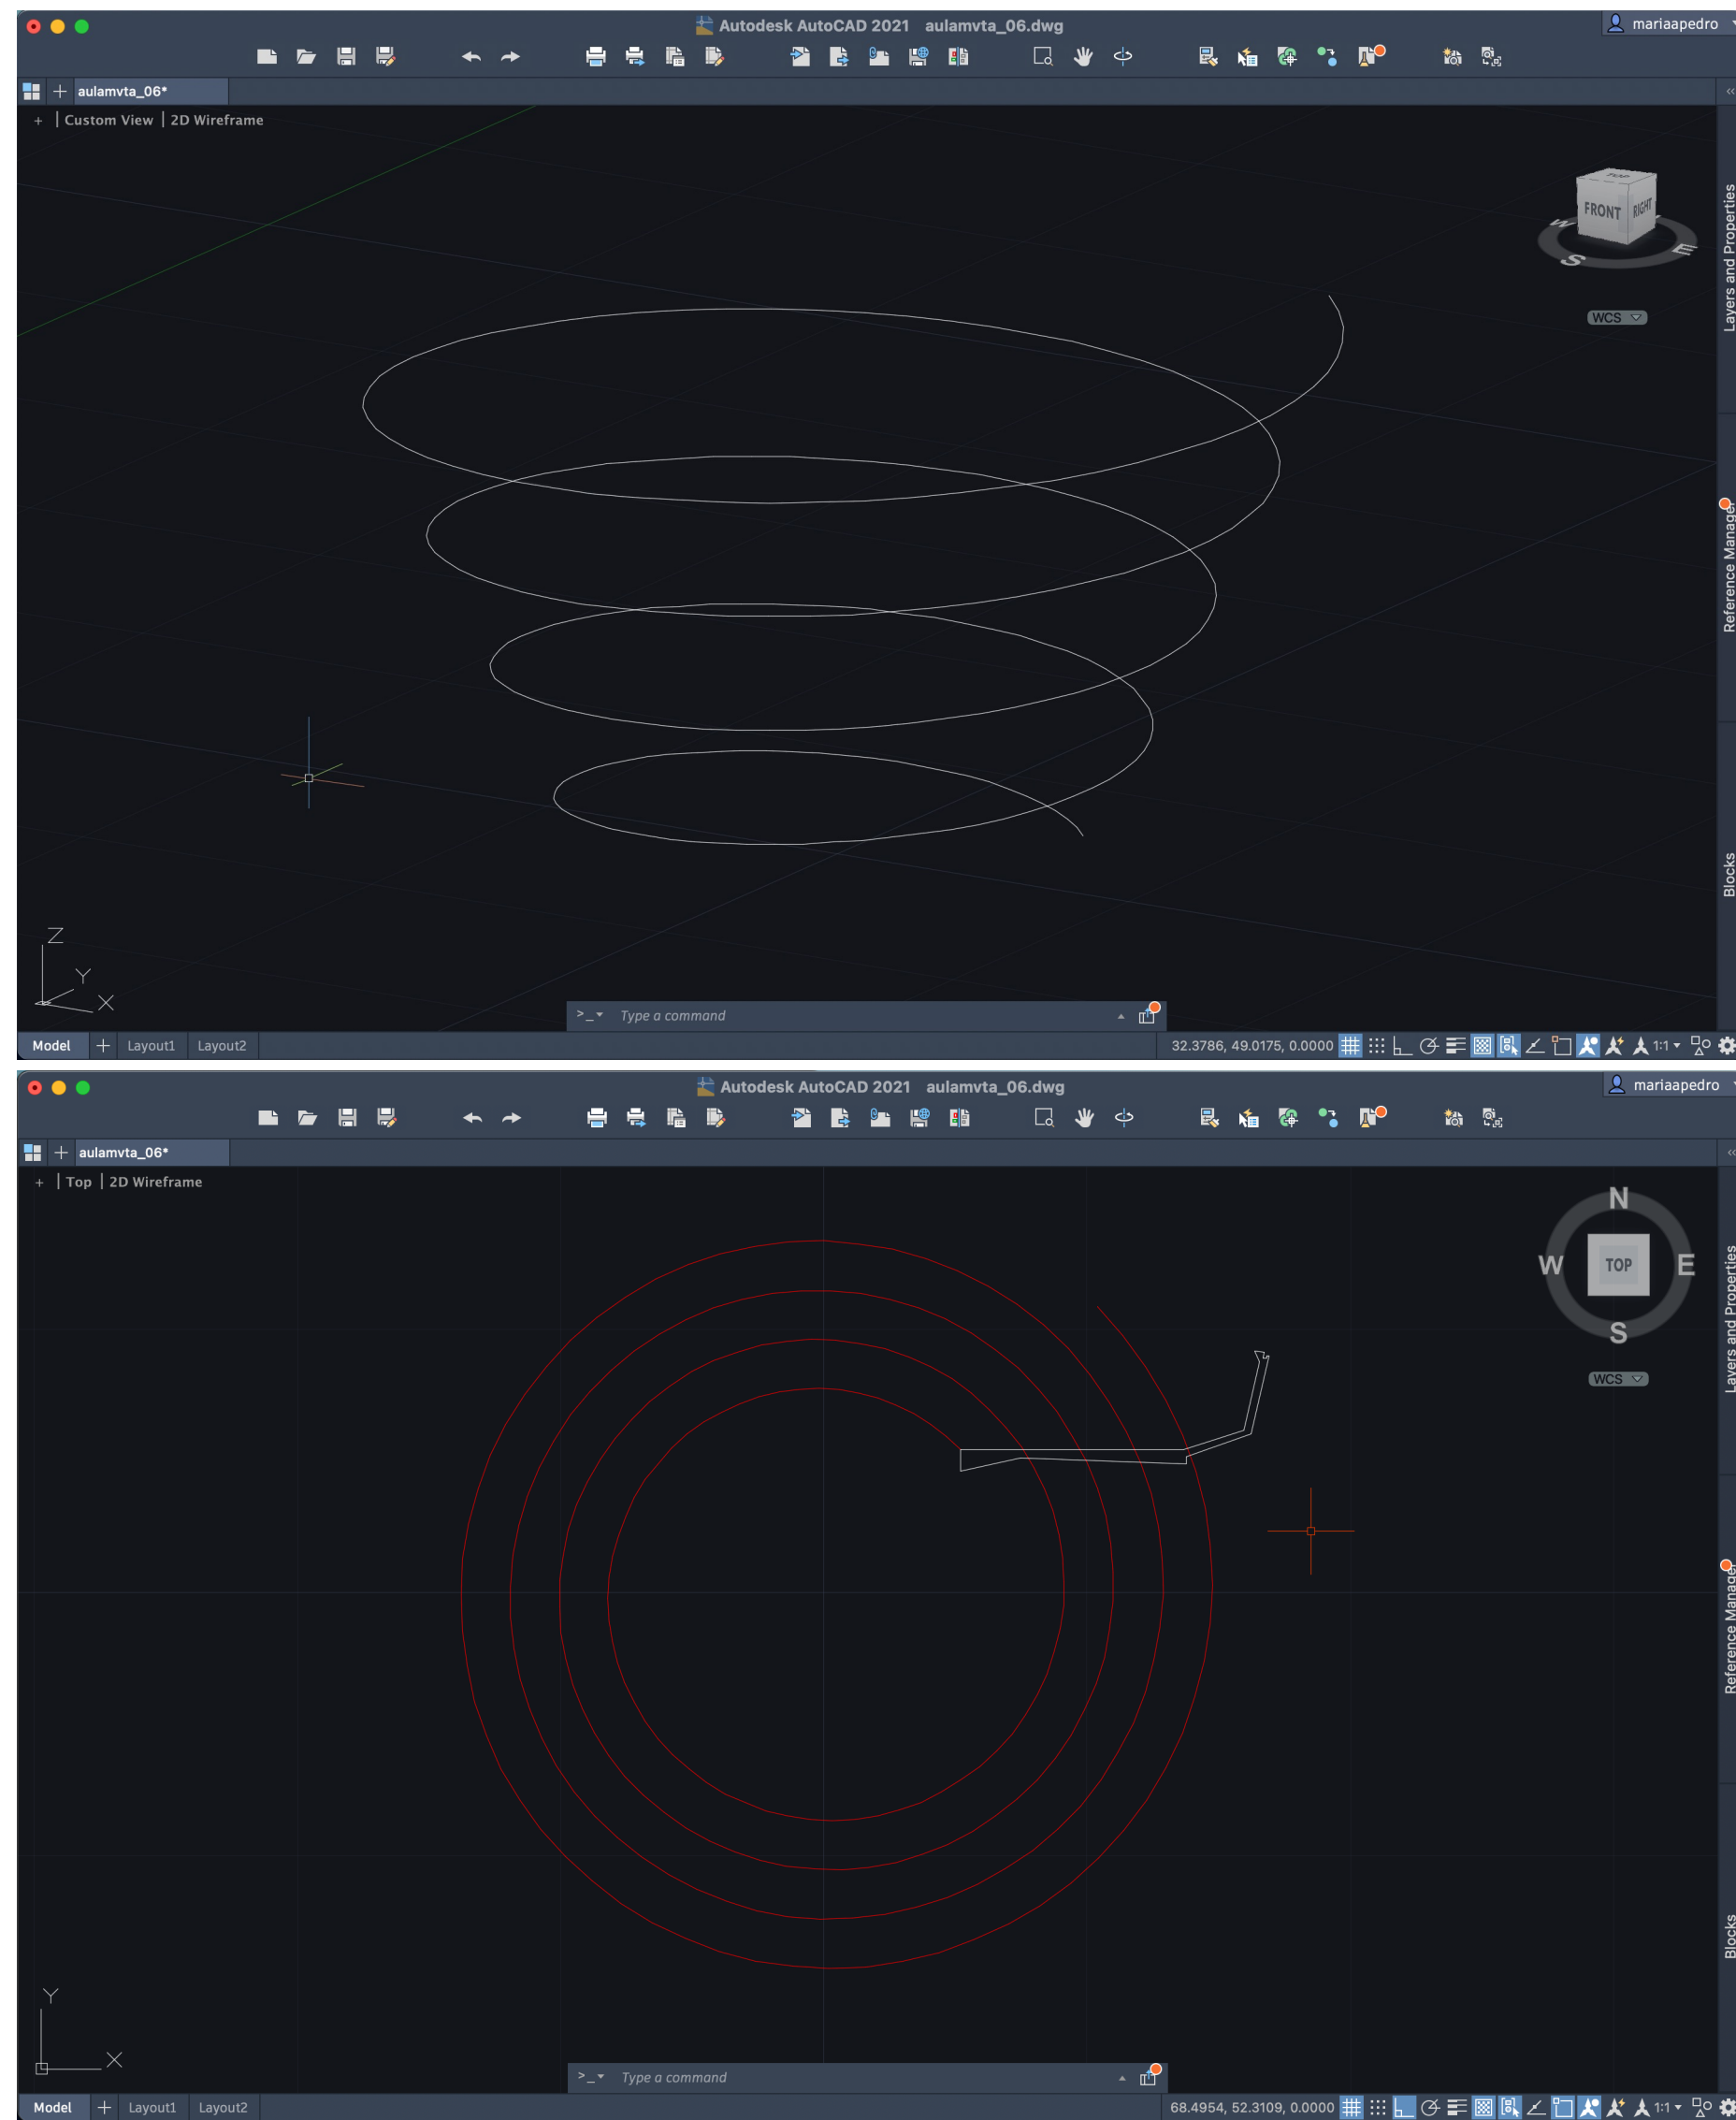 Autodesk AutoCAD 2021 aulamvta_06.dwg
mariaapedro
aulamvta_06*
+ | Custom View | 2D Wireframe
TOP
FRONT
RIGHT
W
S
E
WCS
Layers and Properties
Reference Manager
Blocks
Z
Y
X
>_ Type a command
Model + Layout1 Layout2
32.3786, 49.0175, 0.0000
1:1
Autodesk AutoCAD 2021 aulamvta_06.dwg
mariaapedro
aulamvta_06*
+ | Top | 2D Wireframe
N
W
TOP
E
S
WCS
Layers and Properties
Reference Manager
Blocks
Y
X
>_ Type a command
Model + Layout1 Layout2
68.4954, 52.3109, 0.0000
1:1